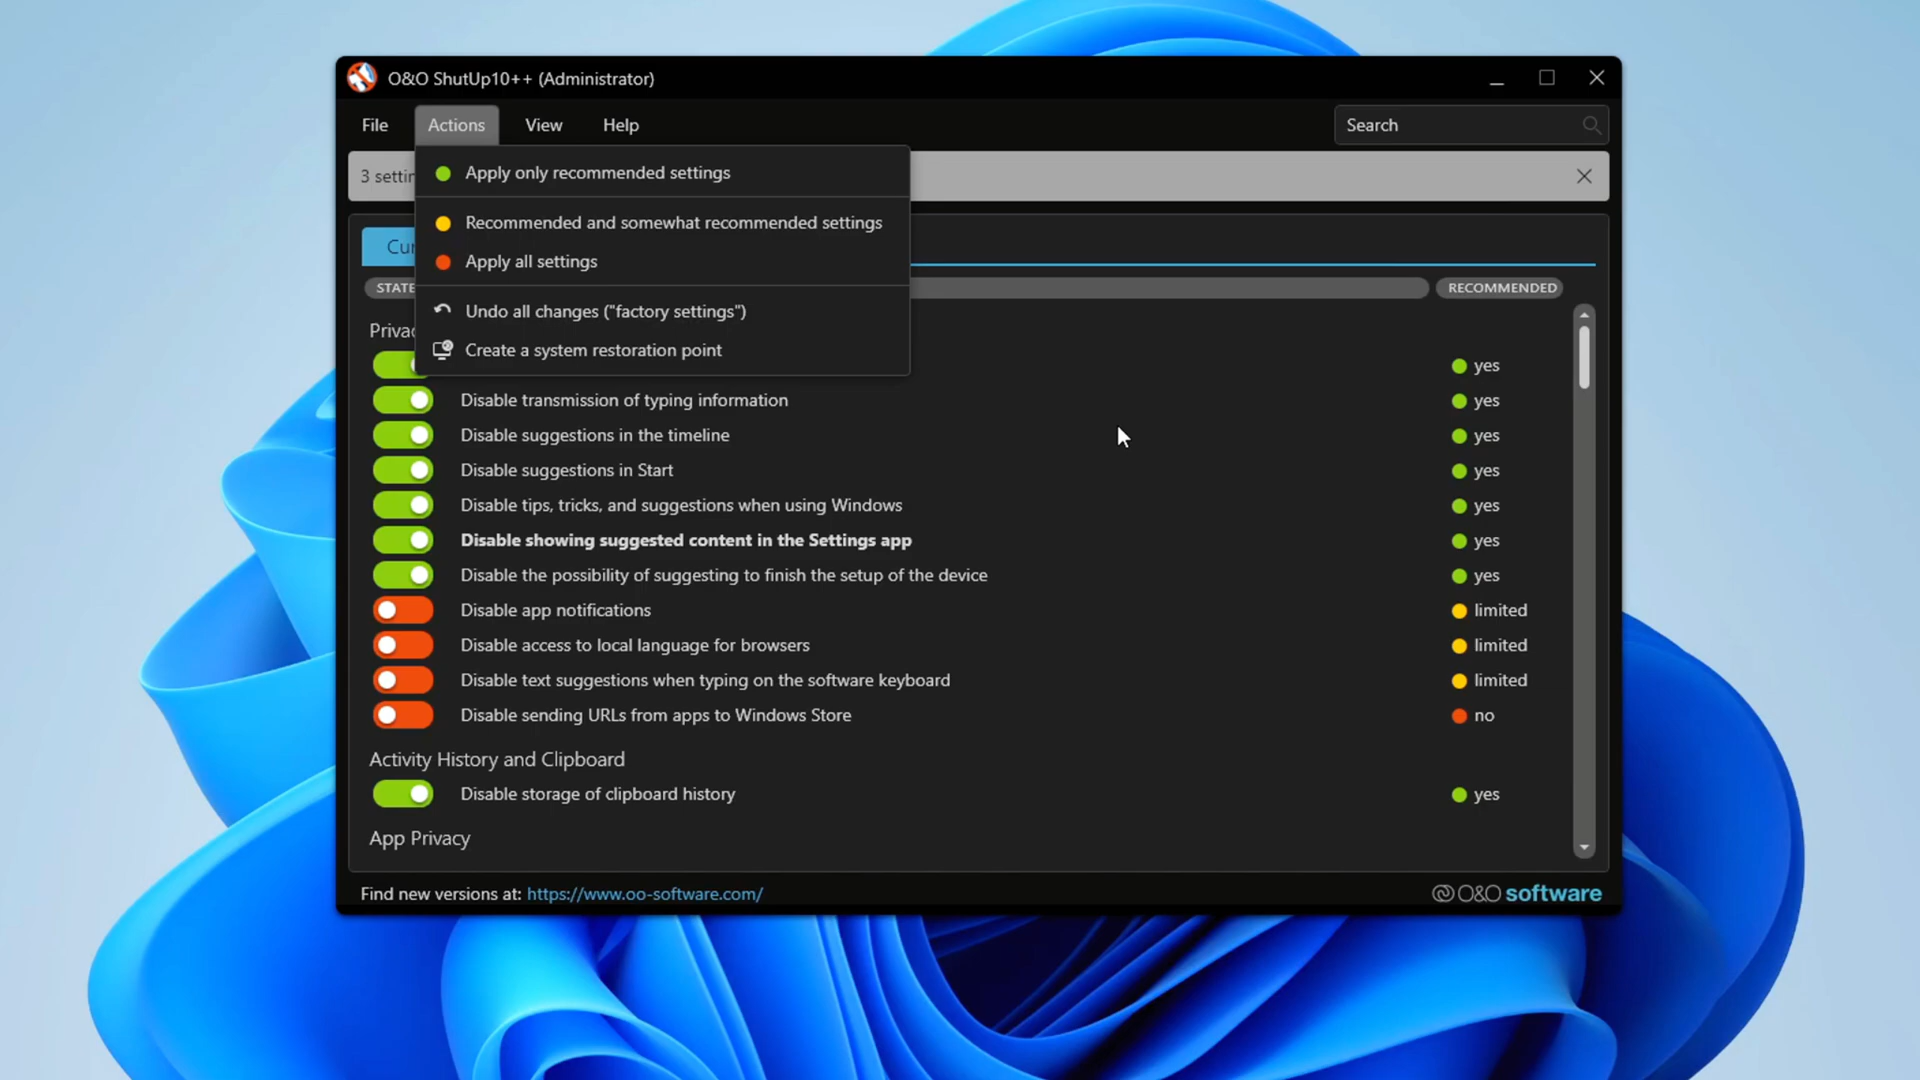 O&O ShutUp10++ (Administrator)
File Actions View Help Search
3 settin
Apply only recommended settings
Recommended and somewhat recommended settings
Apply all settings
Undo all changes ("factory settings")
Create a system restoration point
Cur
STATE RECOMMENDED
Privac
yes
Disable transmission of typing information yes
Disable suggestions in the timeline yes
Disable suggestions in Start yes
Disable tips, tricks, and suggestions when using Windows yes
Disable showing suggested content in the Settings app yes
Disable the possibility of suggesting to finish the setup of the device yes
Disable app notifications limited
Disable access to local language for browsers limited
Disable text suggestions when typing on the software keyboard limited
Disable sending URLs from apps to Windows Store no
Activity History and Clipboard
Disable storage of clipboard history yes
App Privacy
Find new versions at: https://www.oo-software.com/ O&O software